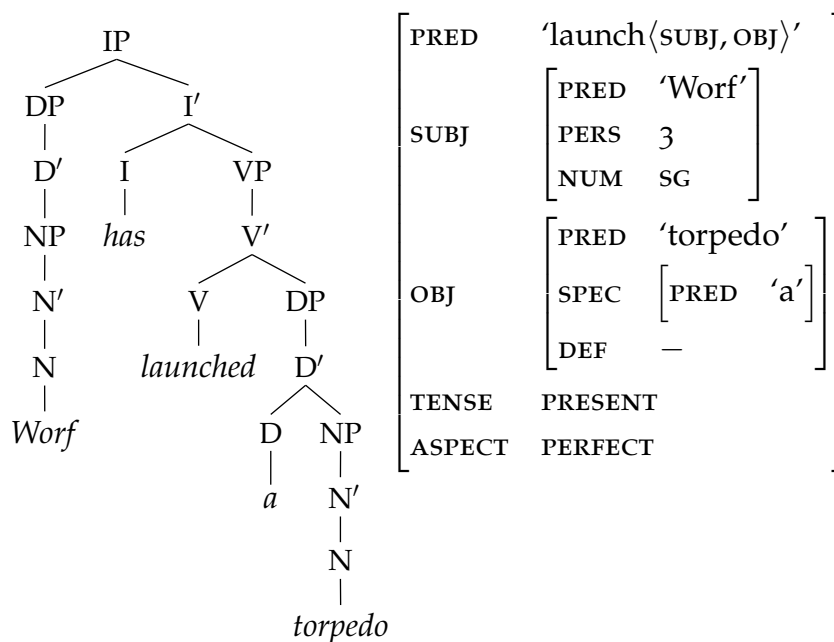 IP
DP I′
D′ I VP
NP has V′
N′ V DP
N launched D′
Worf D NP
a N′
N
torpedo
PRED ‘launch⟨SUBJ, OBJ⟩’
SUBJ
PRED ‘Worf’
PERS 3
NUM SG
OBJ
PRED ‘torpedo’
SPEC [PRED ‘a’]
DEF −
TENSE PRESENT
ASPECT PERFECT